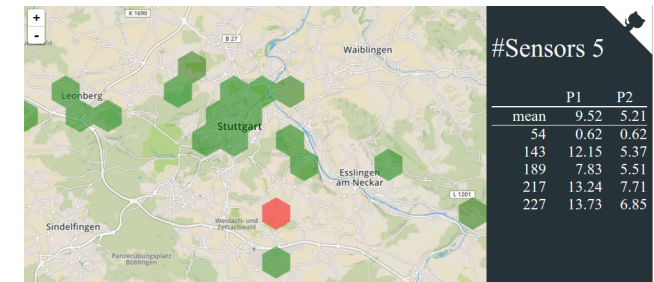 +
-
K 1690
B 27
Waiblingen
Leonberg
Stuttgart
Esslingen
am Neckar
L 1201
Sindelfingen
Weidach- und
Zettachwald
Panzerübungsplatz
Böblingen
#Sensors 5
P1 P2
mean 9.52 5.21
54 0.62 0.62
143 12.15 5.37
189 7.83 5.51
217 13.24 7.71
227 13.73 6.85